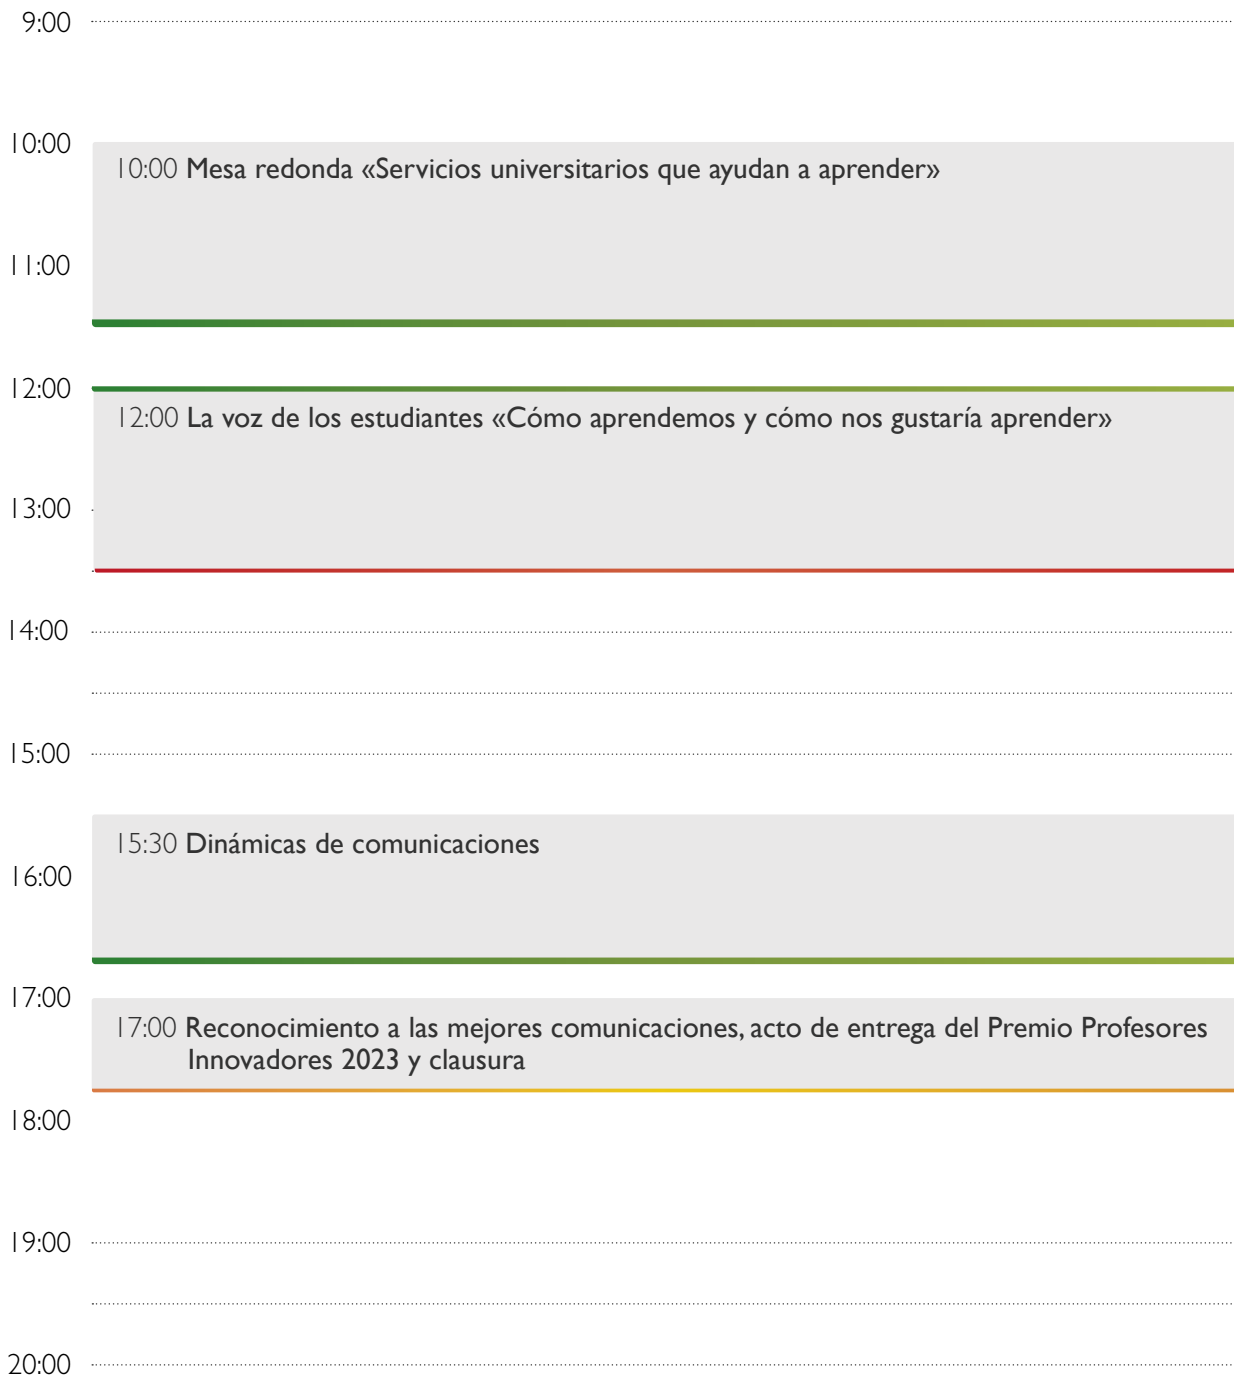 9:00
10:00
10:00 Mesa redonda «Servicios universitarios que ayudan a aprender»
11:00
12:00
12:00 La voz de los estudiantes «Cómo aprendemos y cómo nos gustaría aprender»
13:00
14:00
15:00
15:30 Dinámicas de comunicaciones
16:00
17:00
17:00 Reconocimiento a las mejores comunicaciones, acto de entrega del Premio Profesores
Innovadores 2023 y clausura
18:00
19:00
20:00